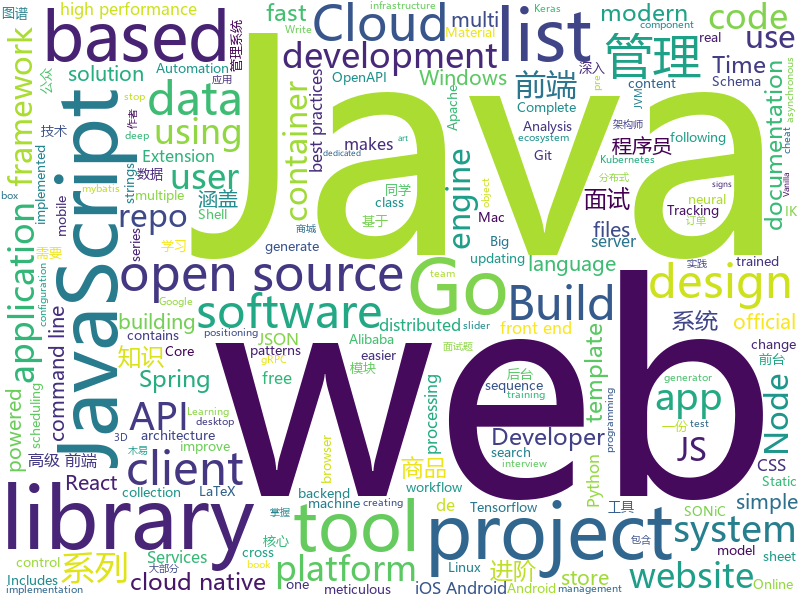 Java
web
JavaScript
based
list
Cloud
Go
library
project
tool
client
open source
software
Build
design
管理
data
using
user
repo
API
platform
系列
system
website
app
code
use
前端
面试
程序员
development
framework
application
container
engine
documentation
template
Node
JS
Developer
language
distributed
Spring
building
知识
涵盖
command line
powered
cloud native
商品
进阶
store
simple
official
系统
Time
modern
fast
multi
Windows
high performance
infrastructure
Keras
Write
component
图谱
Material
real
管理系统
公众
solution
Automation
OpenAPI
深入
应用
content
Schema
JVM
asynchronous
pre
stop
作者
deep
Complete
Apache
技术
Extension
makes
Analysis
架构师
cheat
art
dedicated
best practices
ecosystem
Git
Kubernetes
following
Vanilla
box
mybatis
小数据
strings
同学
class
分布式
signs
implemented
multiple
Shell
Linux
object
neural
Tracking
IK
mobile
商城
基于
Mac
files
订单
series
学习
generate
Big
server
trained
需要
updating
实践
configuration
Google
team
scheduling
contains
positioning
slider
front end
change
Core
JSON
Alibaba
patterns
gRPC
easier
面试题
后台
前台
generator
3D
Learning
free
模块
sequence
training
desktop
architecture
木易
processing
test
programming
Python
一份
CSS
高级 前端
React
improve
browser
search
interview
collection
LaTeX
backend
workflow
工具
Static
machine
creating
de
Tensorflow
SONiC
Online
Services
核心
cross
book
model
sheet
control
掌握
one
iOS Android
Android
包含
Includes
大部分
meticulous
Linux
management
implementation